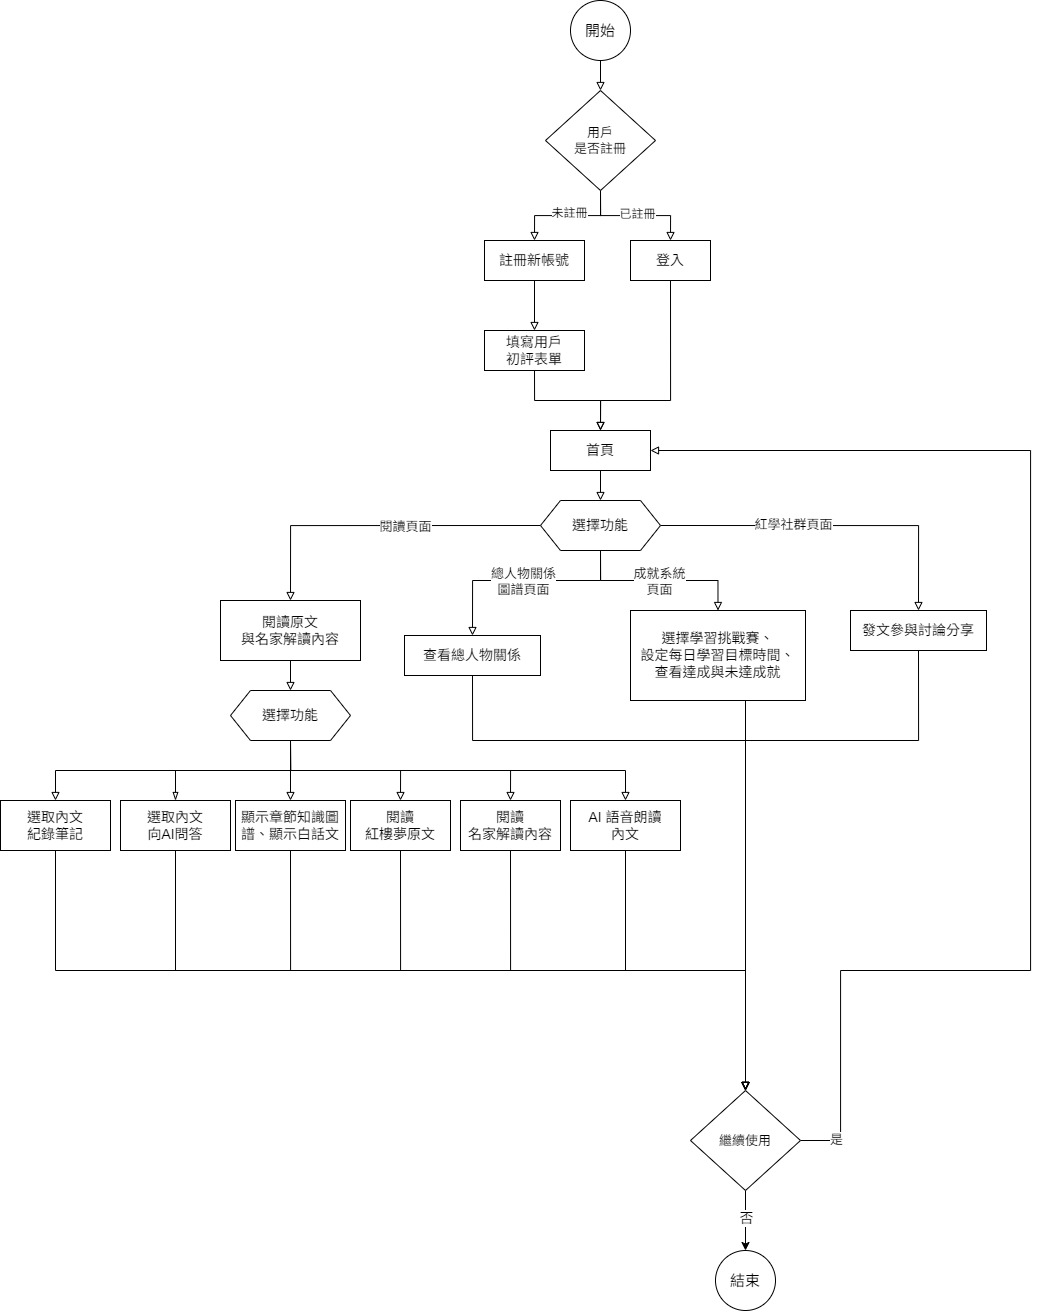 開始
用戶
是否註冊
未註冊
已註冊
註冊新帳號
登入
填寫用戶
初評表單
首頁
選擇功能
閱讀頁面
紅學社群頁面
總人物關係
圖譜頁面
成就系統
頁面
閱讀原文
與名家解讀內容
查看總人物關係
選擇學習挑戰賽、
設定每日學習目標時間、
查看達成與未達成就
發文參與討論分享
選擇功能
選取內文
紀錄筆記
選取內文
向AI問答
顯示章節知識圖
譜、顯示白話文
閱讀
紅樓夢原文
閱讀
名家解讀內容
AI 語音朗讀
內文
繼續使用
是
否
結束